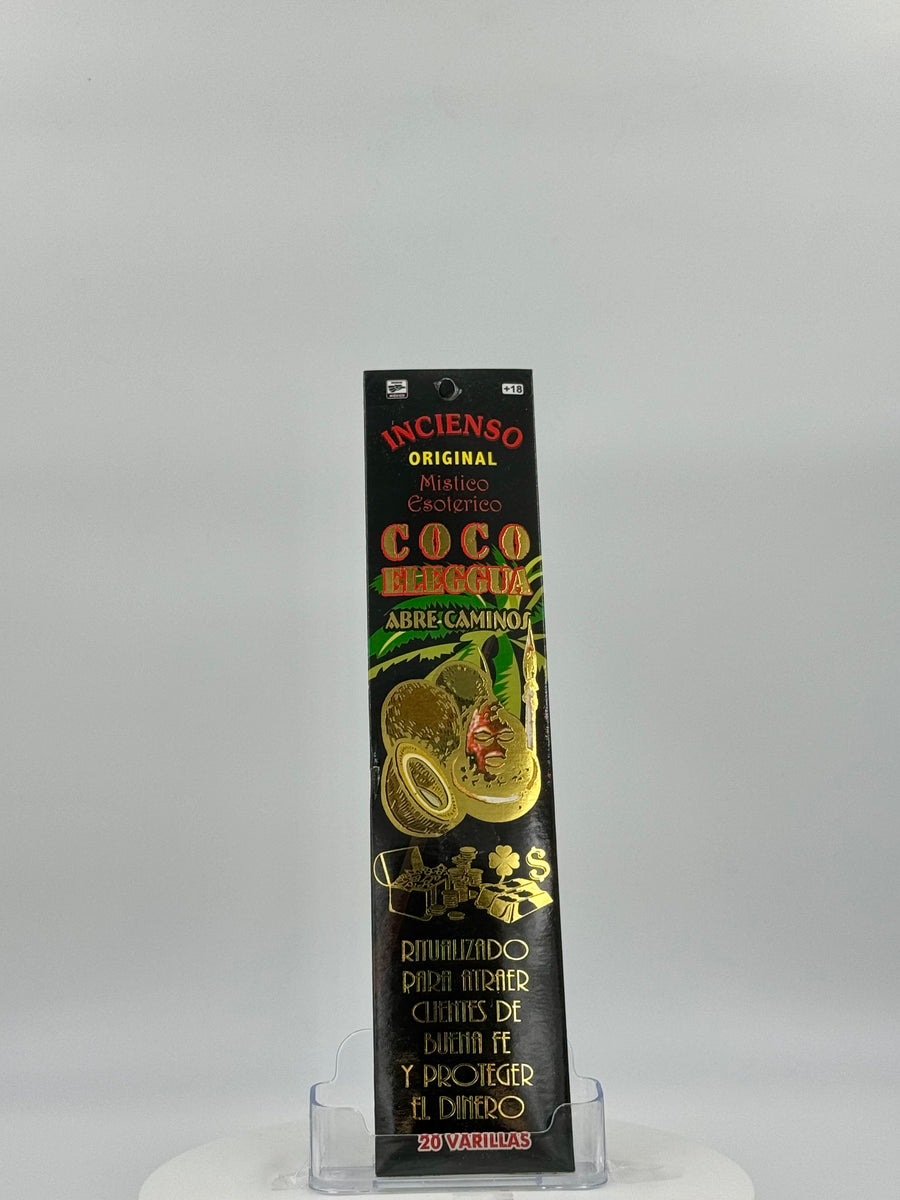 +18
INCIENSO
ORIGINAL
Mistico
Esoterico
COCO
ELEGGUA
ABRE-CAMINOS
$
RITUALIZADO
PARA ATRAER
CLIENTES DE
BUENA FE
Y PROTEGER
EL DINERO
20 VARILLAS